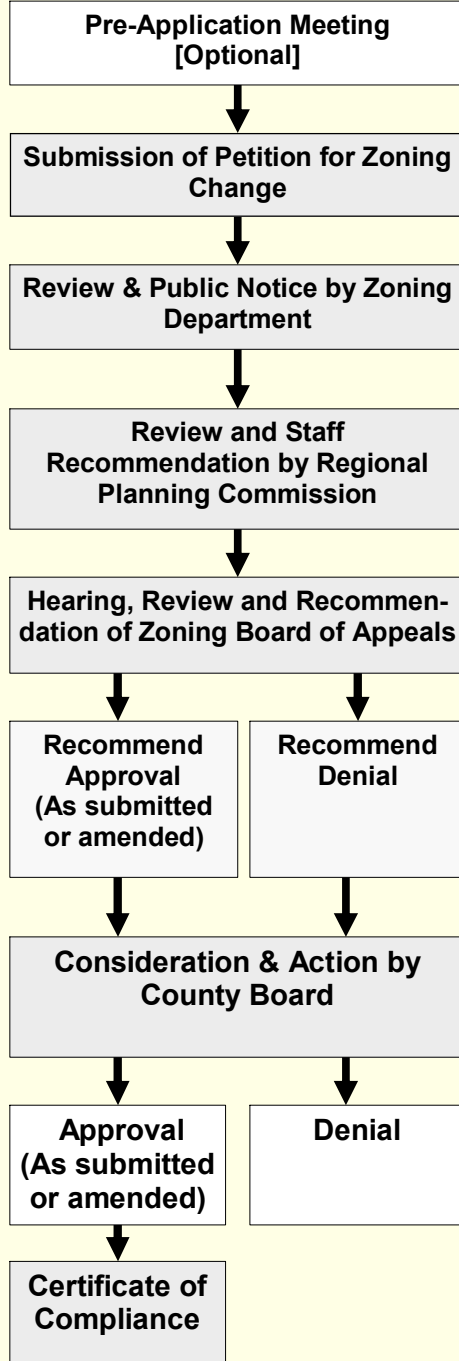 Pre-Application Meeting
[Optional]
Submission of Petition for Zoning
Change
Review & Public Notice by Zoning
Department
Review and Staff
Recommendation by Regional
Planning Commission
Hearing, Review and Recommen-
dation of Zoning Board of Appeals
Recommend
Approval
(As submitted
or amended)
Recommend
Denial
Consideration & Action by
County Board
Approval
(As submitted
or amended)
Denial
Certificate of
Compliance